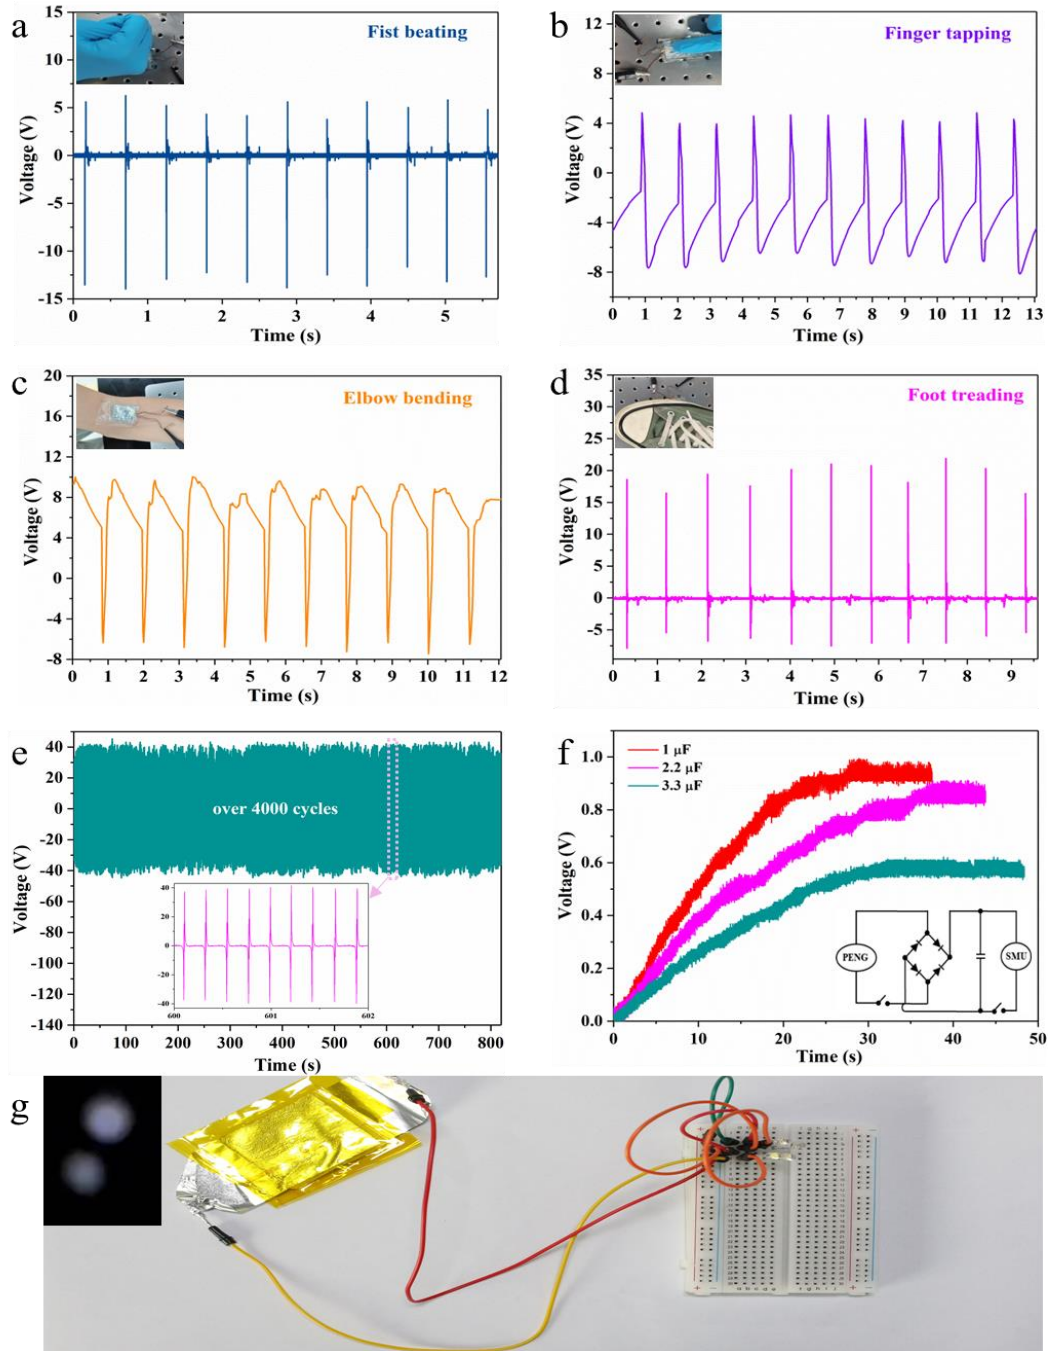 a
Fist beating
15
10
5
0
-5
-10
-15
Voltage (V)
0 1 2 3 4 5
Time (s)
b
Finger tapping
12
8
4
0
-4
-8
Voltage (V)
0 1 2 3 4 5 6 7 8 9 10 11 12 13
Time (s)
c
Elbow bending
20
16
12
8
4
0
-4
-8
Voltage (V)
0 1 2 3 4 5 6 7 8 9 10 11 12
Time (s)
d
Foot treading
35
30
25
20
15
10
5
0
-5
Voltage (V)
0 1 2 3 4 5 6 7 8 9
Time (s)
e
40
20
0
-20
-40
-60
-80
-100
-120
-140
Voltage (V)
over 4000 cycles
40
20
0
-20
-40
600 601 602
0 100 200 300 400 500 600 700 800
Time (s)
f
1 μF
2.2 μF
3.3 μF
1.0
0.8
0.6
0.4
0.2
0.0
Voltage (V)
PENG
SMU
0 10 20 30 40 50
Time (s)
g